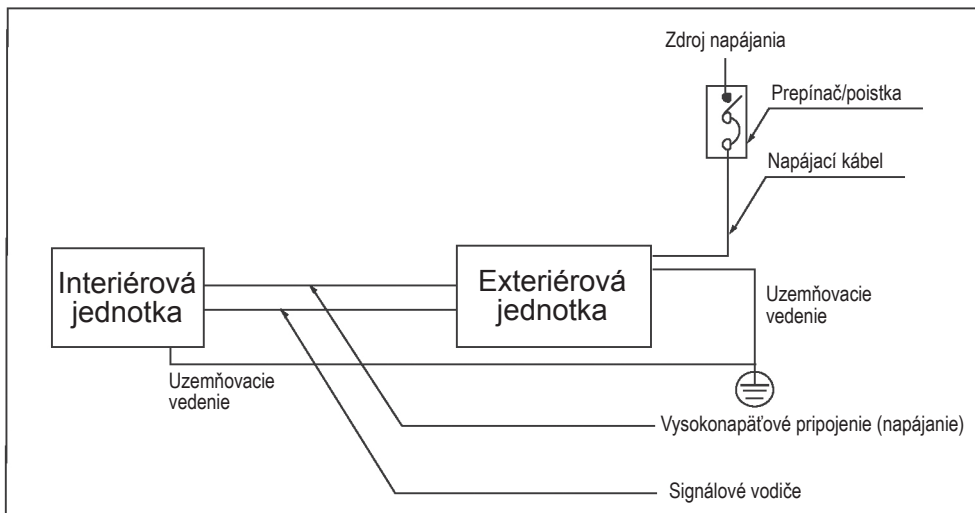 Zdroj napájania
Prepínač/poistka
Napájací kábel
Interiérová
jednotka
Exteriérová
jednotka
Uzemňovacie
vedenie
Uzemňovacie
vedenie
Vysokonapäťové pripojenie (napájanie)
Signálové vodiče